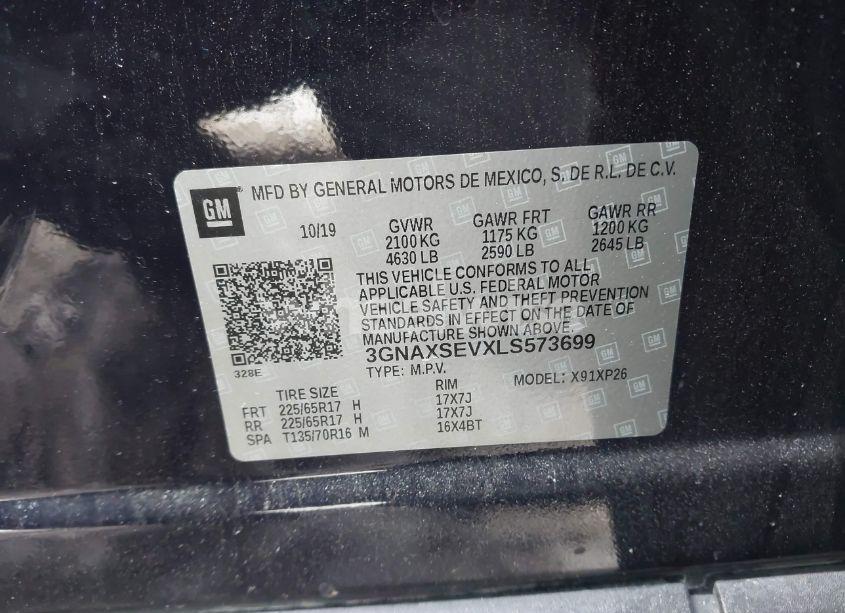 GM MFD BY GENERAL MOTORS DE MEXICO, S. DE R.L. DE C.V.
10/19 GVWR GAWR FRT GAWR RR
2100 KG 1175 KG 1200 KG
4630 LB 2590 LB 2645 LB
THIS VEHICLE CONFORMS TO ALL
APPLICABLE U.S. FEDERAL MOTOR
VEHICLE SAFETY AND THEFT PREVENTION
STANDARDS IN EFFECT ON THE DATE OF
MANUFACTURE SHOWN ABOVE.
3GNAXSEVXLS573699
328E TYPE: M.P.V. MODEL: X91XP26
TIRE SIZE RIM
FRT 225/65R17 H 17X7J
RR 225/65R17 H 17X7J
SPA T135/70R16 M 16X4BT